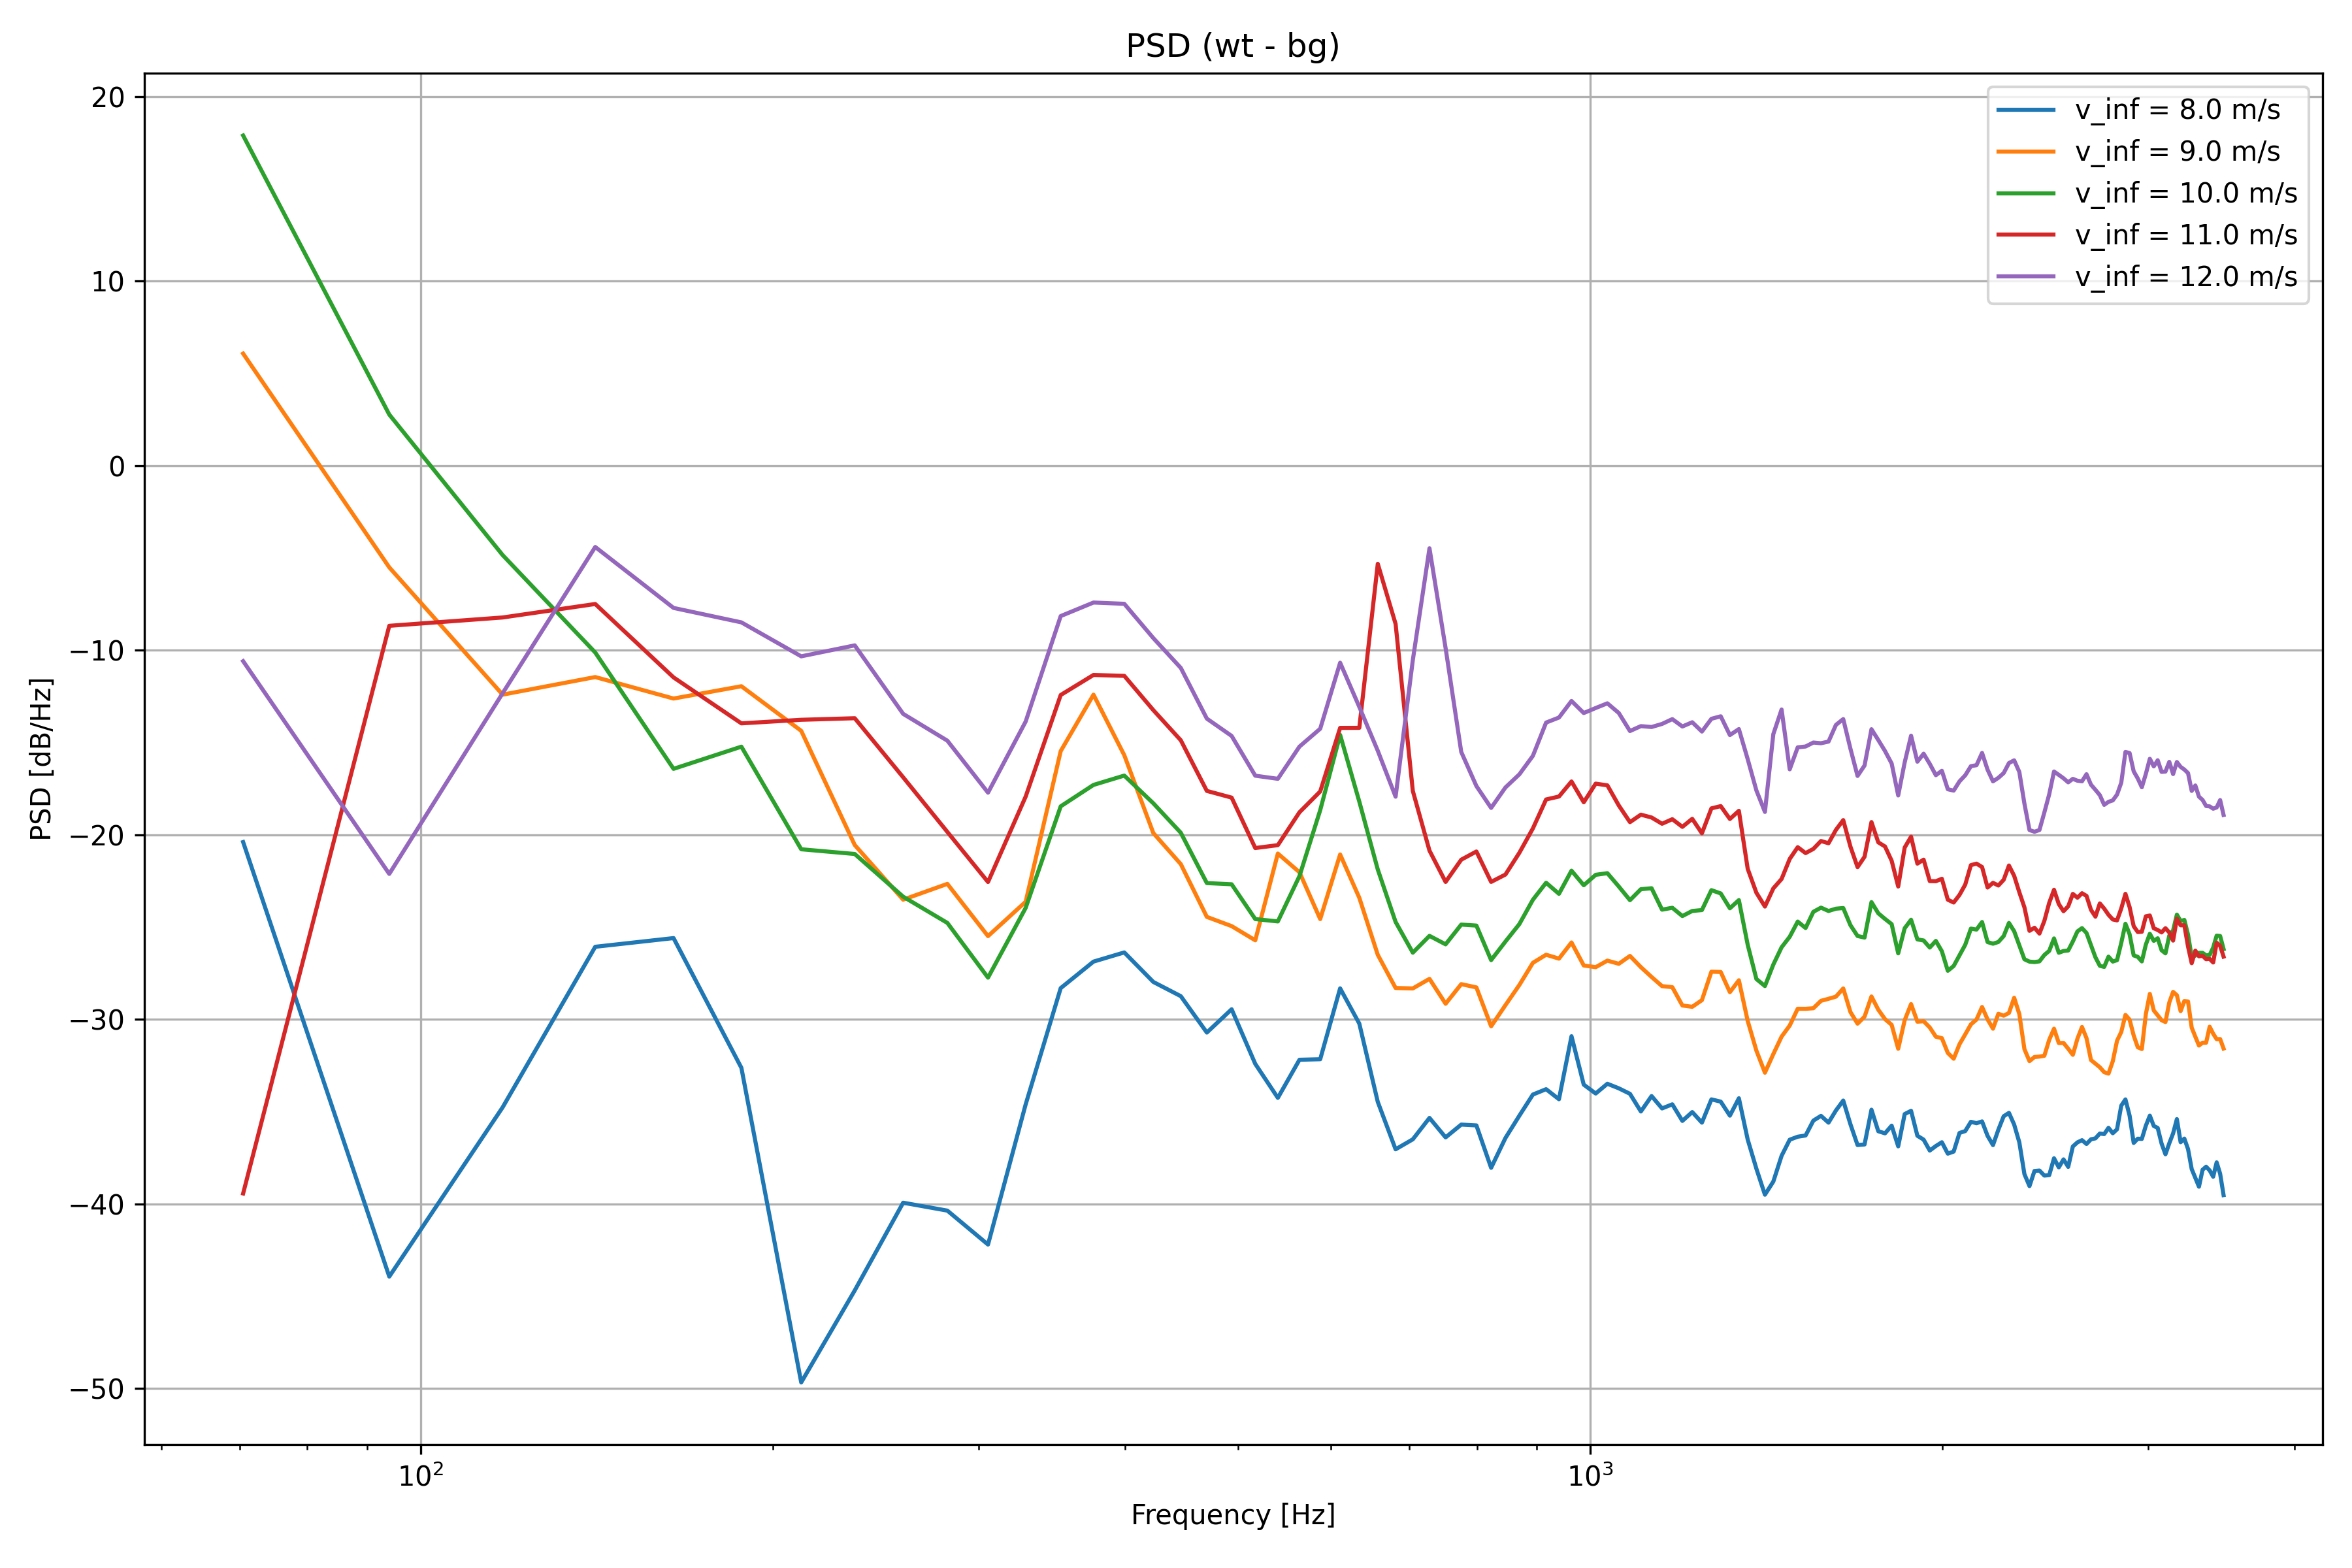 PSD (wt - bg)
v_inf = 8.0 m/s
v_inf = 9.0 m/s
v_inf = 10.0 m/s
v_inf = 11.0 m/s
v_inf = 12.0 m/s
PSD [dB/Hz]
20
10
0
−10
−20
−30
−40
−50
10²
10³
Frequency [Hz]